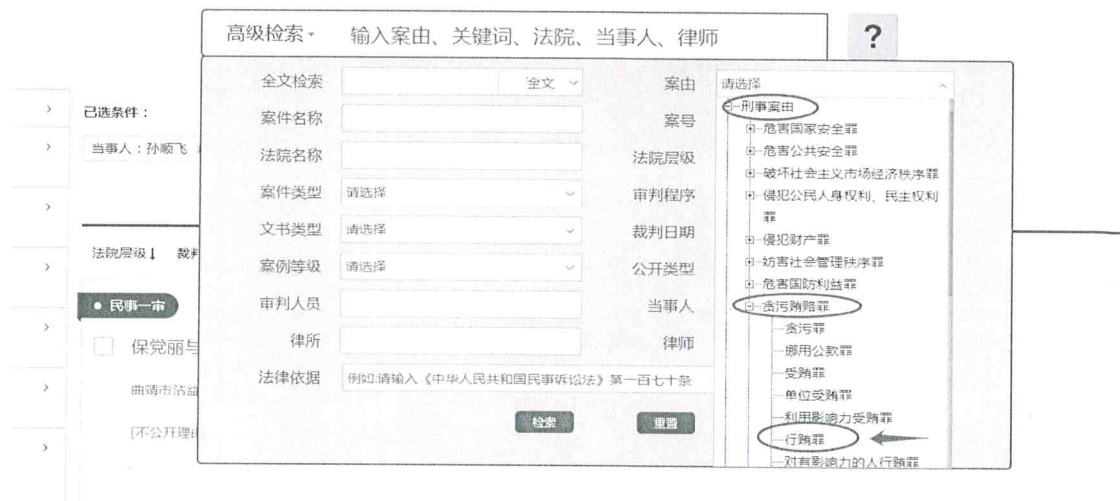 高级检索
输入案由、关键词、法院、当事人、律师
?
已选条件：
当事人：孙顺飞
法院层级↓ 裁判
民事一审
保党丽与
曲靖市沾益
[不公开理由
全文检索
全文
案件名称
法院名称
案件类型 请选择
文书类型 请选择
案例等级 请选择
审判人员
律所
法律依据 例如:请输入《中华人民共和国民事诉讼法》第一百七十条
检索 重置
案由 请选择
案号
法院层级
审判程序
裁判日期
公开类型
当事人
律师
刑事案由
危害国家安全罪
危害公共安全罪
破坏社会主义市场经济秩序罪
侵犯公民人身权利、民主权利
罪
侵犯财产罪
妨害社会管理秩序罪
危害国防利益罪
贪污贿赂罪
贪污罪
挪用公款罪
受贿罪
单位受贿罪
利用影响力受贿罪
行贿罪
对有影响力的人行贿罪